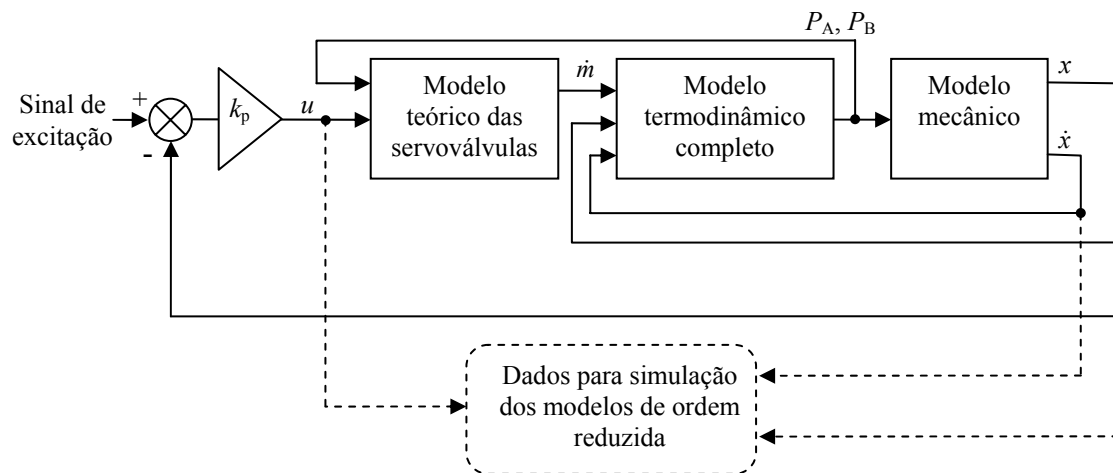 P_A, P_B
Sinal de
excitação
+
-
k_p
u
Modelo
teórico das
servoválvulas
ṁ
Modelo
termodinâmico
completo
Modelo
mecânico
x
ẋ
Dados para simulação
dos modelos de ordem
reduzida